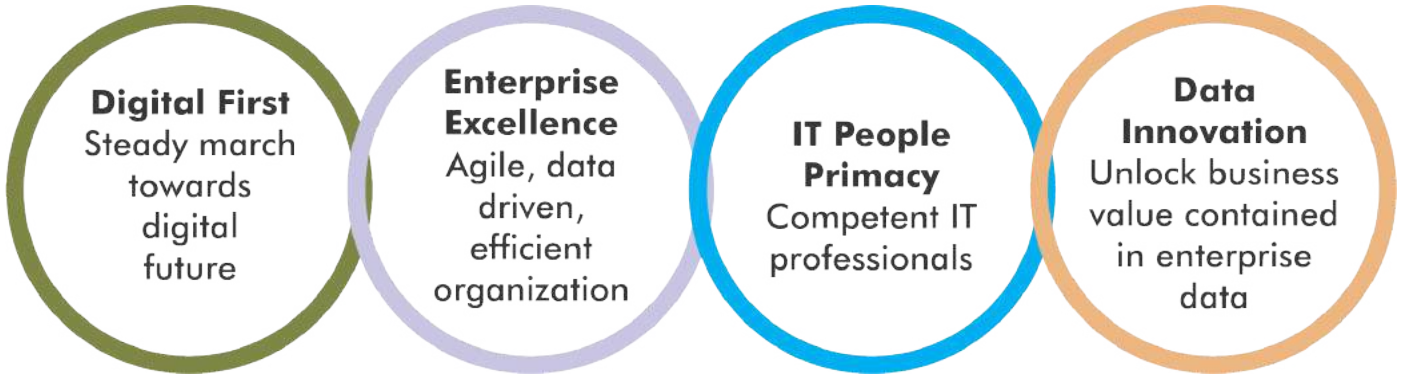 Digital First
Steady march
towards
digital
future
Enterprise
Excellence
Agile, data
driven,
efficient
organization
IT People
Primacy
Competent IT
professionals
Data
Innovation
Unlock business
value contained
in enterprise
data